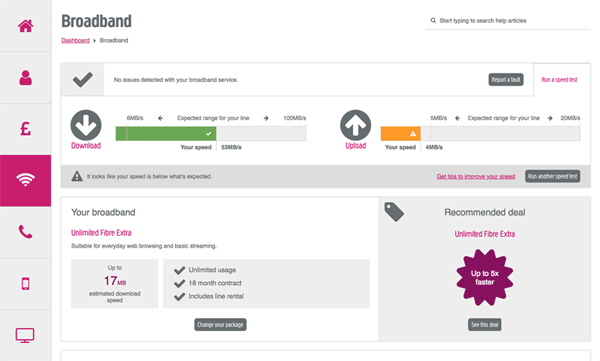 Broadband
Start typing to search help articles
Dashboard Broadband
No issues detected with your broadband service.
Report a fault
Run a speed test
6MB/s Expected range for your line 100MB/s
5MB/s Expected range for your line 20MB/s
Download
Your speed 53MB/s
Upload
Your speed 4MB/s
It looks like your speed is below what's expected.
Get tips to improve your speed
Run another speed test
£
Your broadband
Unlimited Fibre Extra
Suitable for everyday web browsing and basic streaming.
Up to
17MB
estimated download
speed
Unlimited usage
18 month contract
Includes line rental
Change your package
Recommended deal
Unlimited Fibre Extra
Up to 5x
faster
See this deal